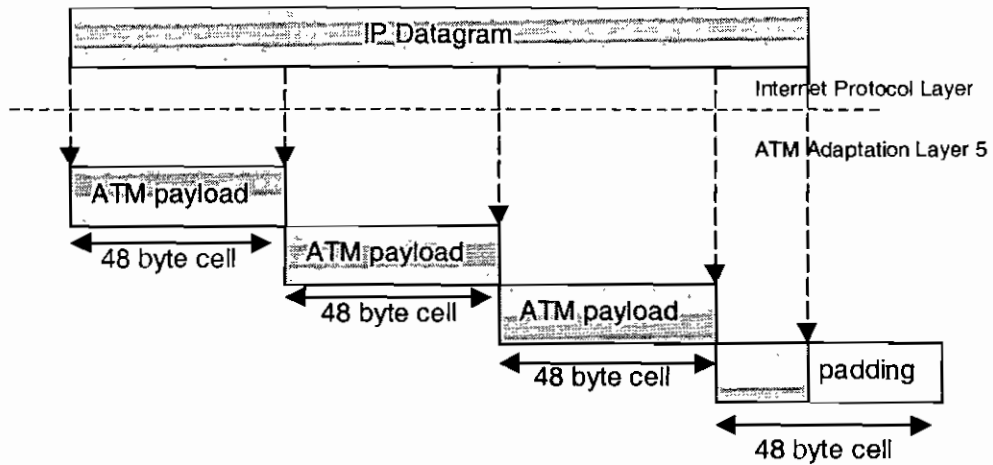 IP Datagram
Internet Protocol Layer
ATM Adaptation Layer 5
ATM payload
48 byte cell
ATM payload
48 byte cell
ATM payload
48 byte cell
padding
48 byte cell